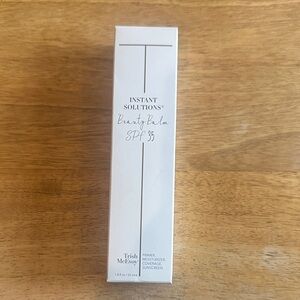 INSTANT
SOLUTIONS®
Beauty Balm
SPF 35
Trish
McEvoy
PRIMER
MOISTURIZER
COVERAGE
SUNSCREEN